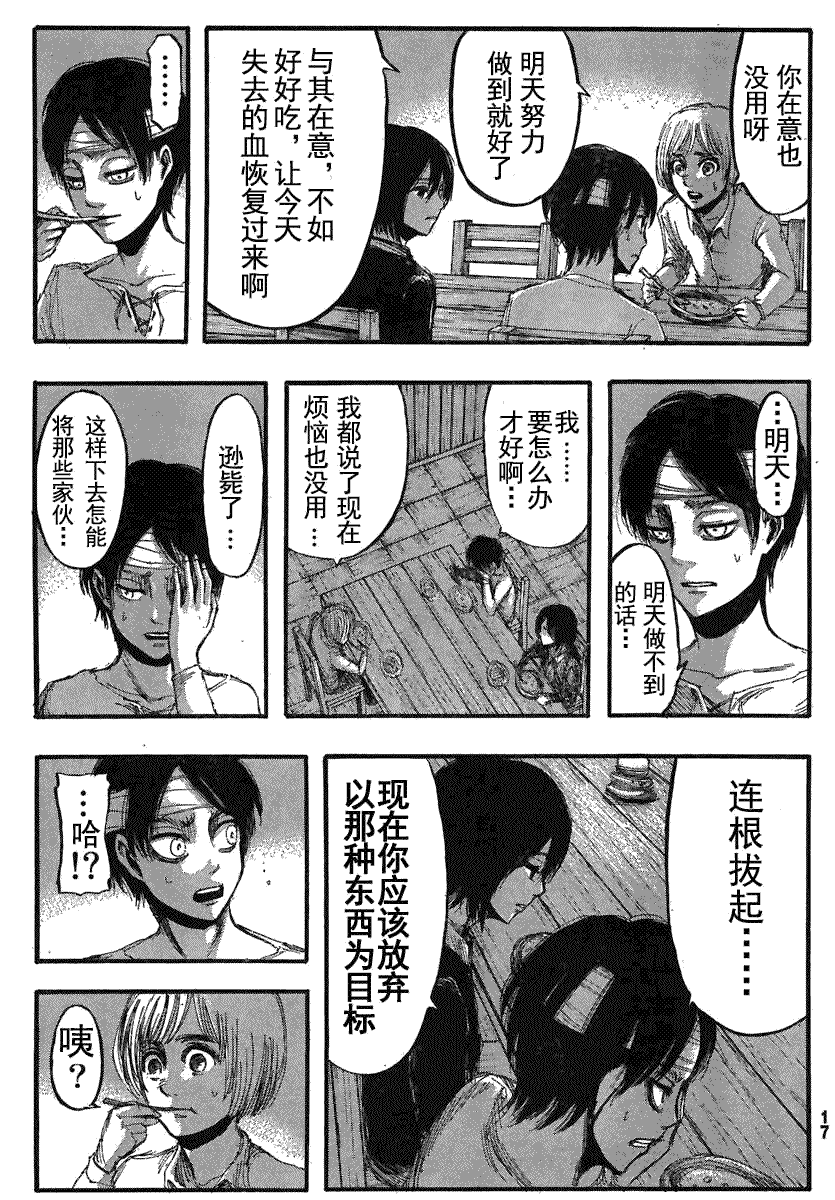 你在意也
没用呀
明天努力
做到就好了
与其在意，不如
好好吃，让今天
失去的血恢复过来啊
……
…明天…
明天做不到
的话…
我……
要怎么办
才好啊…
我都说了现在
烦恼也没用…
逊毙了…
这样下去怎能
将那些家伙…
连根拔起……
现在你应该放弃
以那种东西为目标
…哈!?
咦？
17